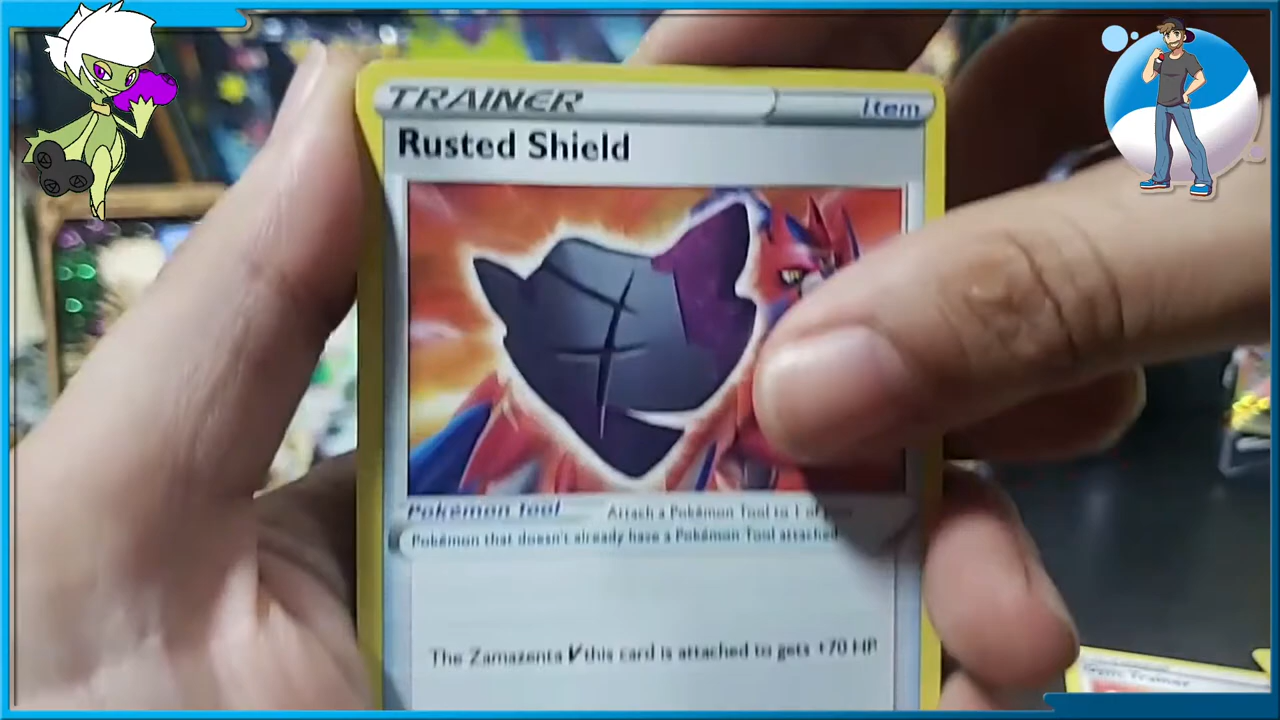 TRAINER
Item
Rusted Shield
Pokémon Tool
Attach a Pokémon Tool to 1 of
Pokémon that doesn't already have a Pokémon Tool attached
The Zamazenta V this card is attached to gets +70 HP
Trainer